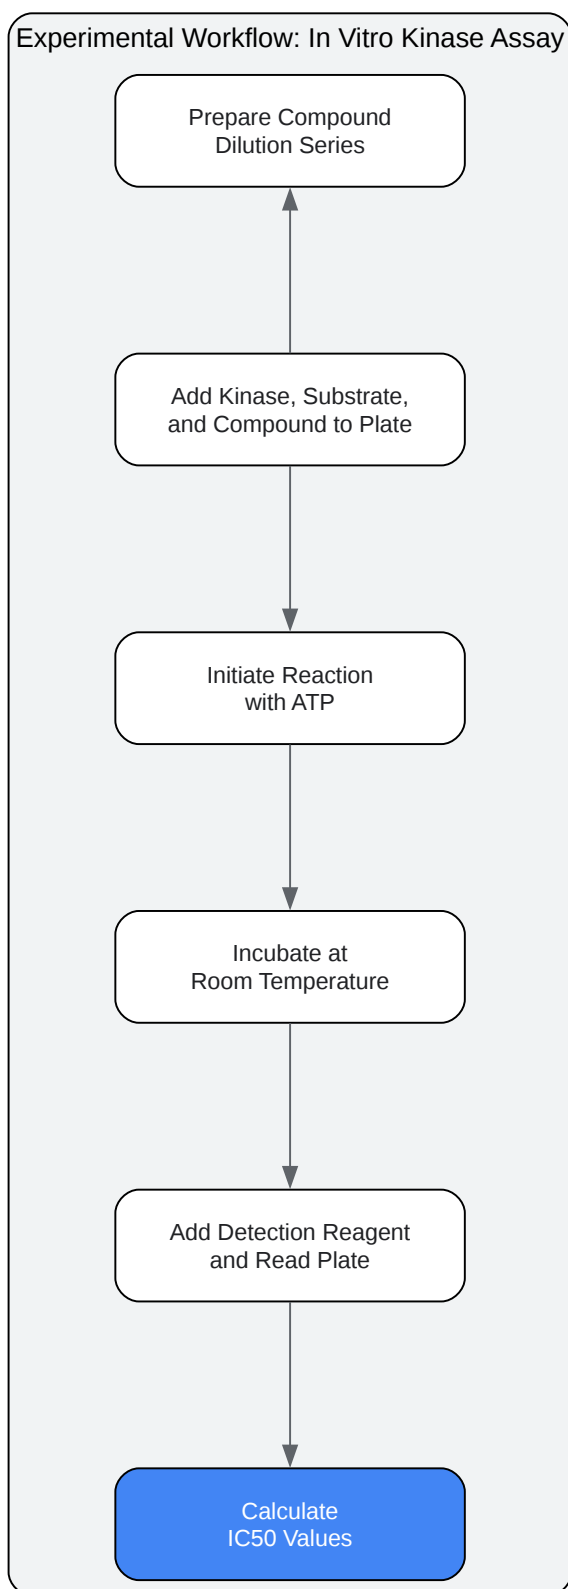 Experimental Workflow: In Vitro Kinase Assay
Prepare Compound
Dilution Series
Add Kinase, Substrate,
and Compound to Plate
Initiate Reaction
with ATP
Incubate at
Room Temperature
Add Detection Reagent
and Read Plate
Calculate
IC50 Values